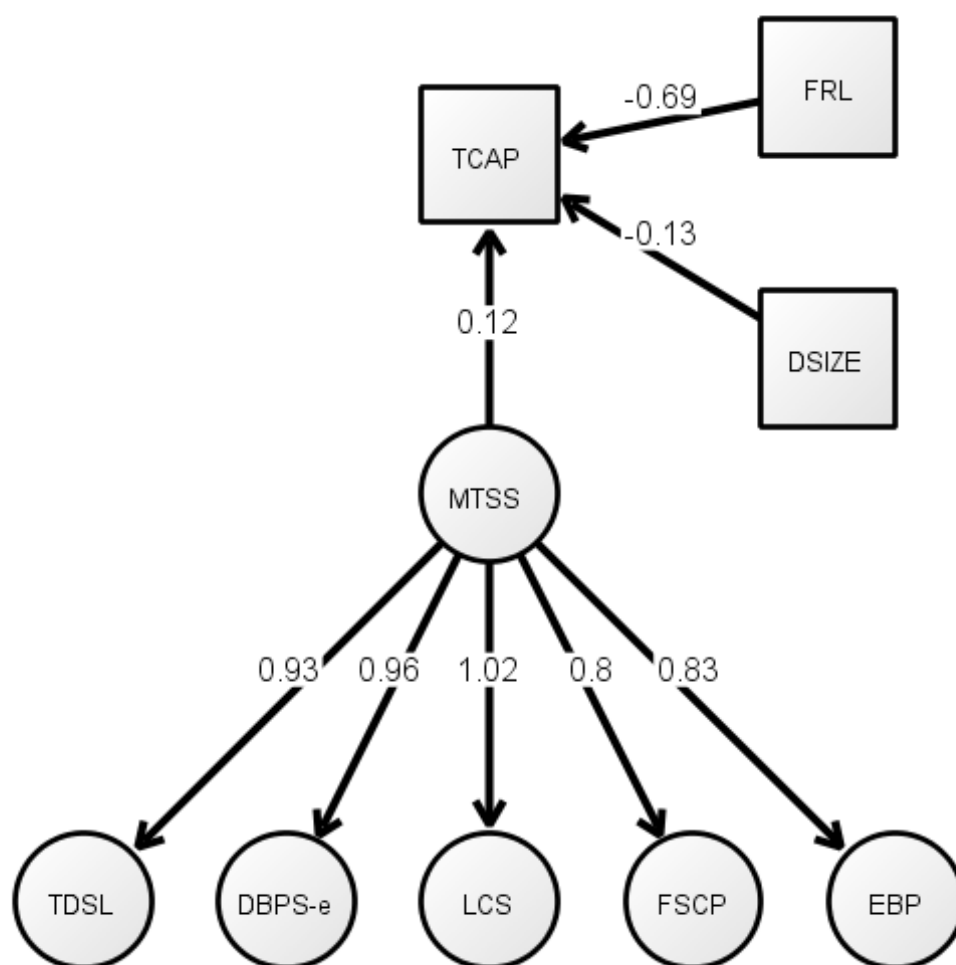 FRL
-0.69
TCAP
-0.13
0.12
DSIZE
MTSS
0.93
0.96
1.02
0.8
0.83
TDSL
DBPS-e
LCS
FSCP
EBP